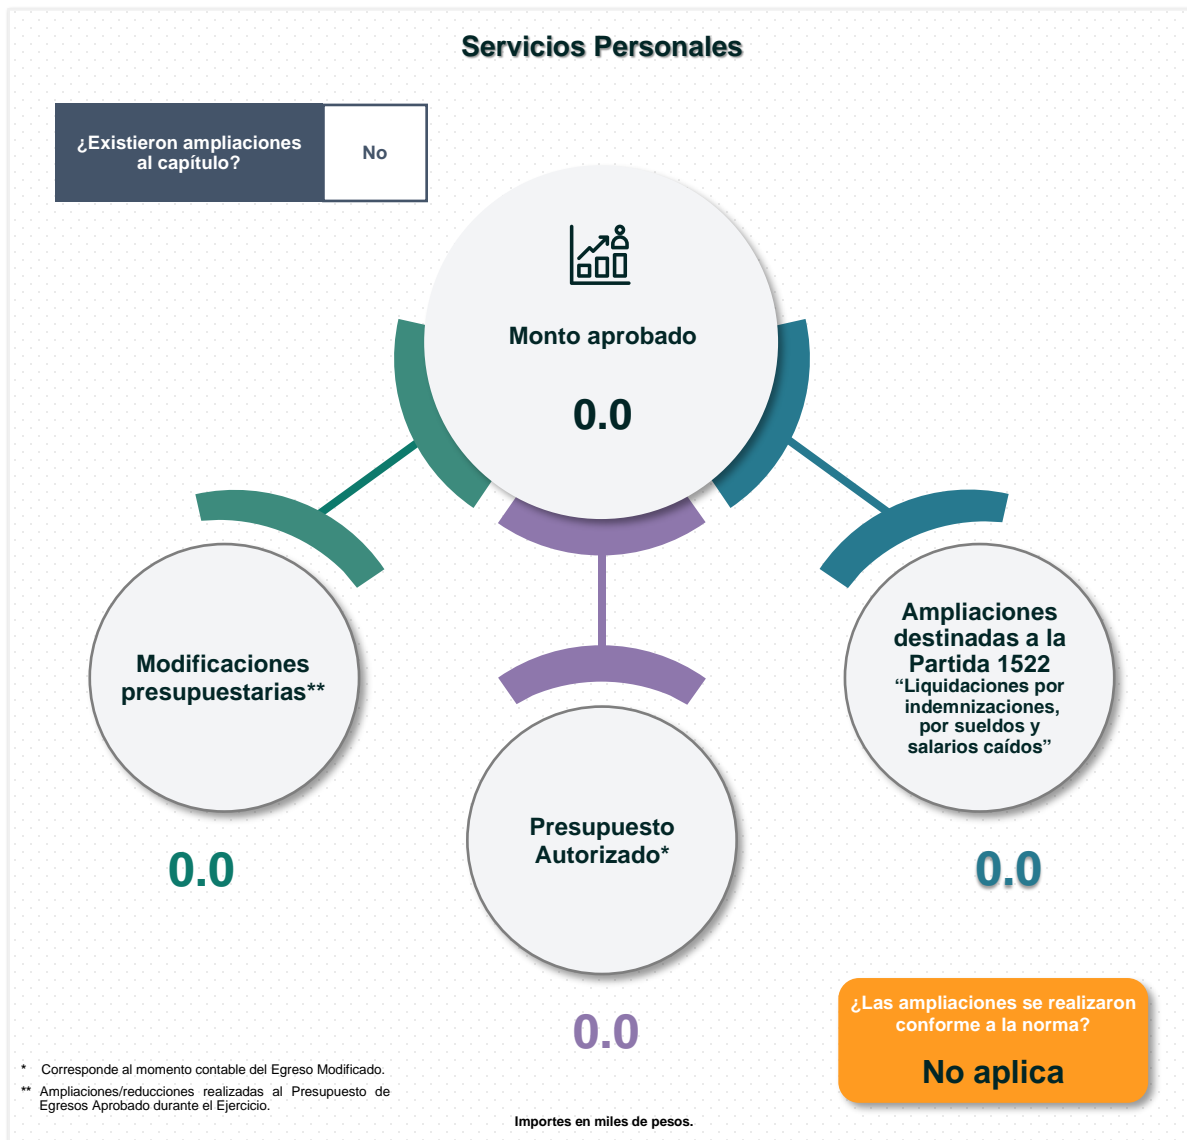 Servicios Personales
¿Existieron ampliaciones
al capítulo?
No
Monto aprobado
0.0
Modificaciones
presupuestarias**
0.0
Presupuesto
Autorizado*
0.0
Ampliaciones
destinadas a la
Partida 1522
“Liquidaciones por
indemnizaciones,
por sueldos y
salarios caídos”
0.0
¿Las ampliaciones se realizaron
conforme a la norma?
No aplica
* Corresponde al momento contable del Egreso Modificado.
** Ampliaciones/reducciones realizadas al Presupuesto de
Egresos Aprobado durante el Ejercicio.
Importes en miles de pesos.